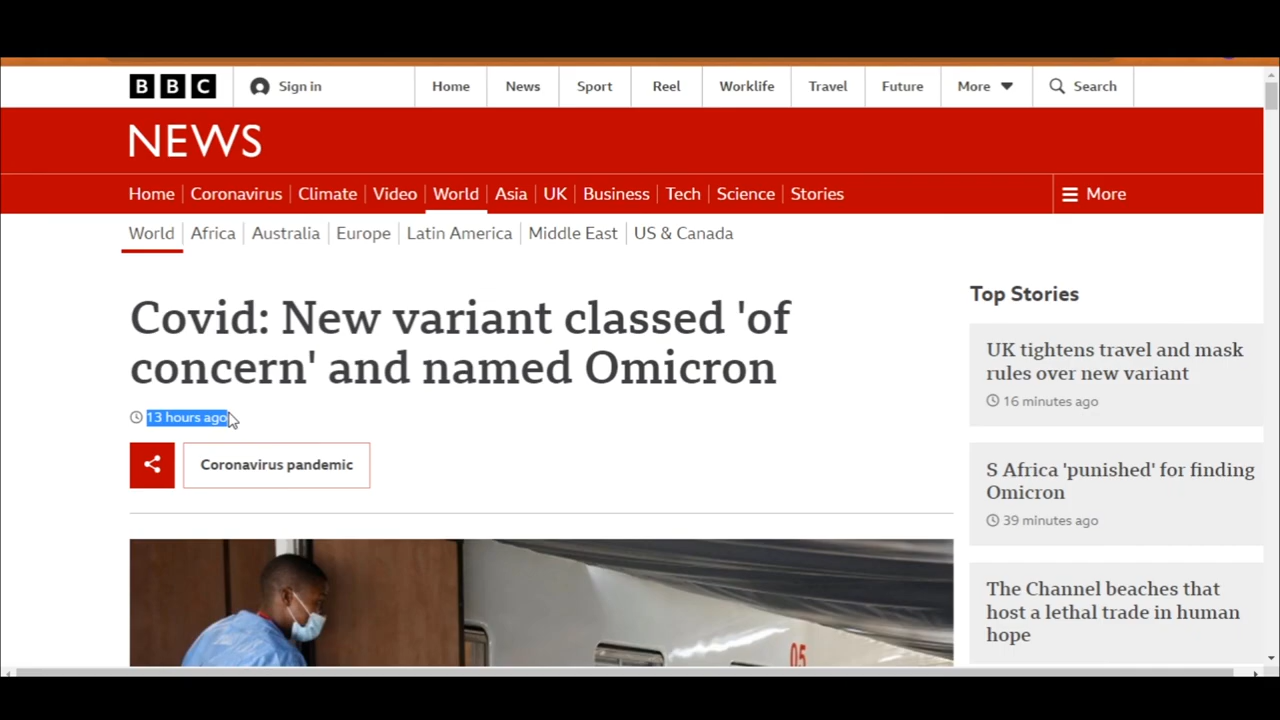 BBC
Sign in
Home
News
Sport
Reel
Worklife
Travel
Future
More
Search
NEWS
Home
Coronavirus
Climate
Video
World
Asia
UK
Business
Tech
Science
Stories
More
World
Africa
Australia
Europe
Latin America
Middle East
US & Canada
Covid: New variant classed 'of
concern' and named Omicron
13 hours ago
Coronavirus pandemic
05
Top Stories
UK tightens travel and mask
rules over new variant
16 minutes ago
S Africa 'punished' for finding
Omicron
39 minutes ago
The Channel beaches that
host a lethal trade in human
hope